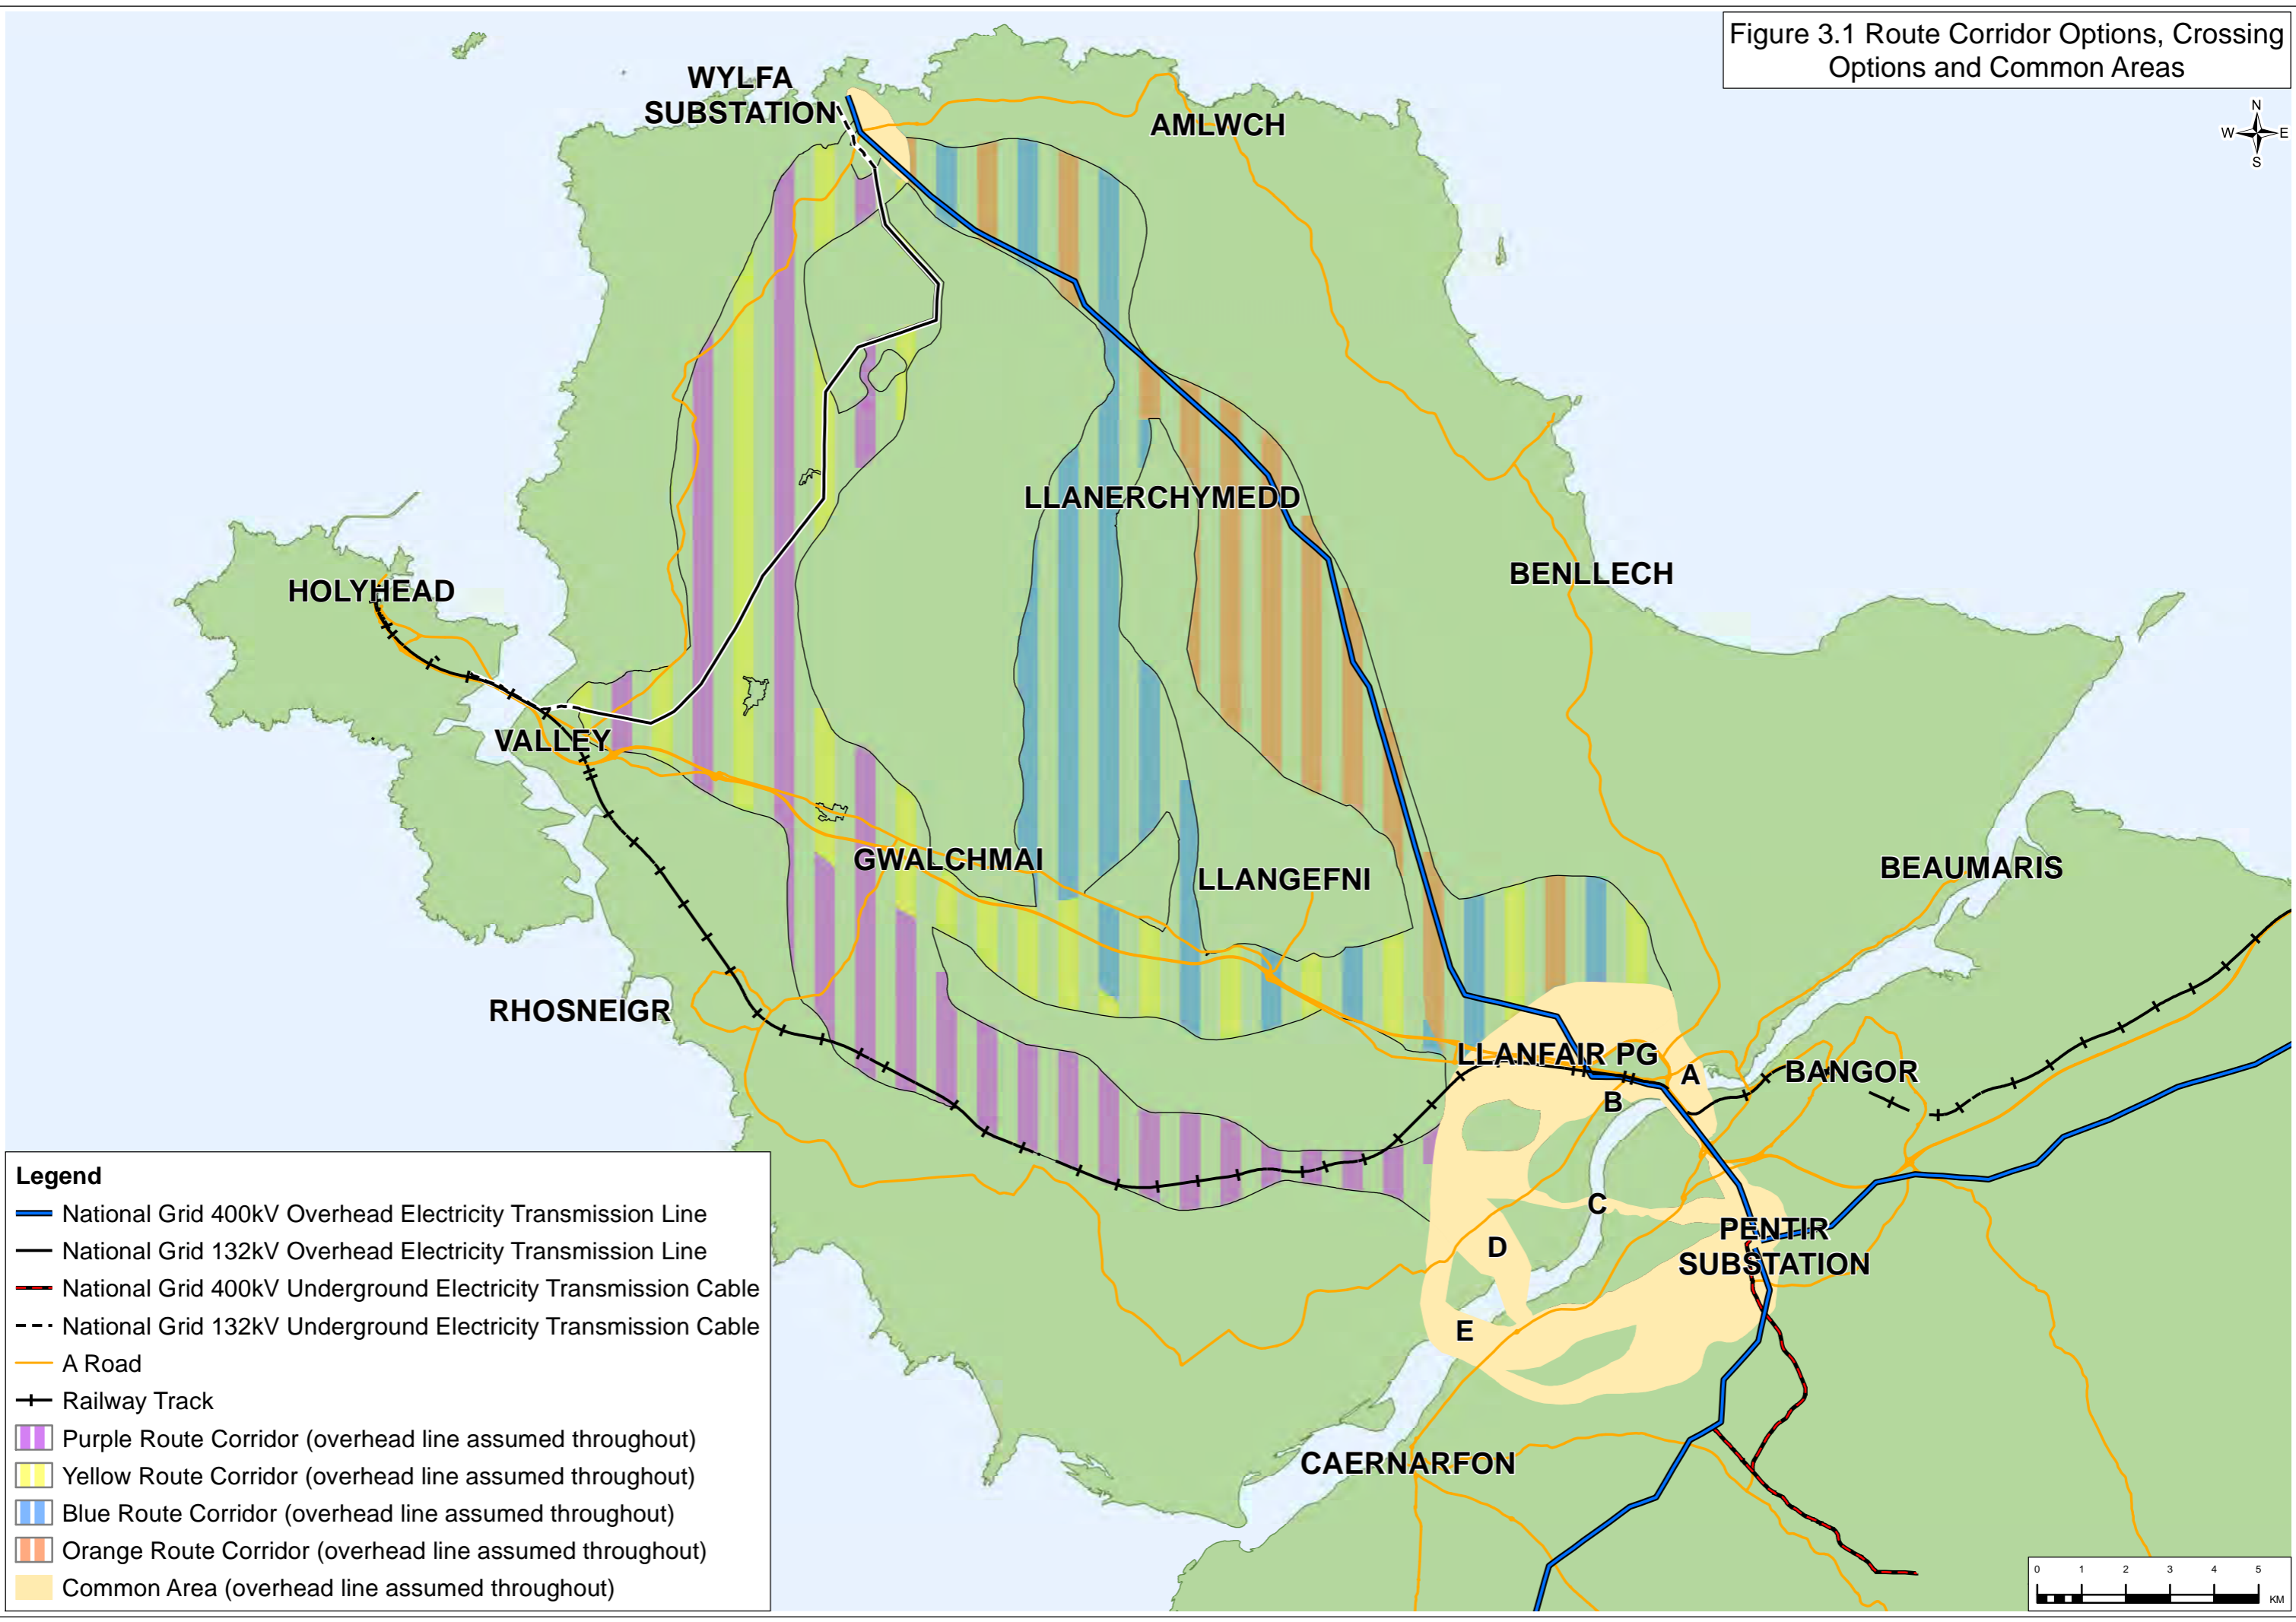 Figure 3.1 Route Corridor Options, Crossing
Options and Common Areas
N
W E
S
WYLFA
SUBSTATION
AMLWCH
LLANERCHYMEDD
BENLLECH
HOLYHEAD
VALLEY
GWALCHMAI
LLANGEFNI
BEAUMARIS
RHOSNEIGR
LLANFAIR PG
A
BANGOR
B
C
PENTIR
SUBSTATION
D
E
CAERNARFON
Legend
National Grid 400kV Overhead Electricity Transmission Line
National Grid 132kV Overhead Electricity Transmission Line
National Grid 400kV Underground Electricity Transmission Cable
National Grid 132kV Underground Electricity Transmission Cable
A Road
Railway Track
Purple Route Corridor (overhead line assumed throughout)
Yellow Route Corridor (overhead line assumed throughout)
Blue Route Corridor (overhead line assumed throughout)
Orange Route Corridor (overhead line assumed throughout)
Common Area (overhead line assumed throughout)
0 1 2 3 4 5
KM